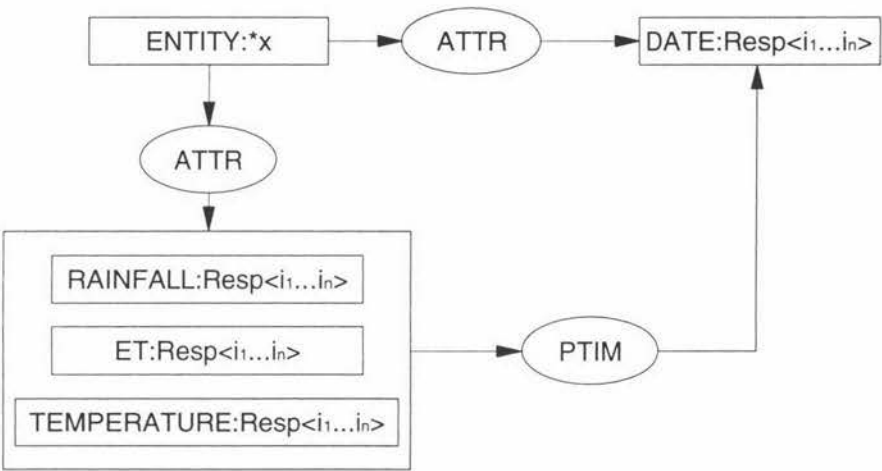 ENTITY:*x
ATTR
DATE:Resp<i₁...iₙ>
ATTR
RAINFALL:Resp<i₁...iₙ>
ET:Resp<i₁...iₙ>
PTIM
TEMPERATURE:Resp<i₁...iₙ>